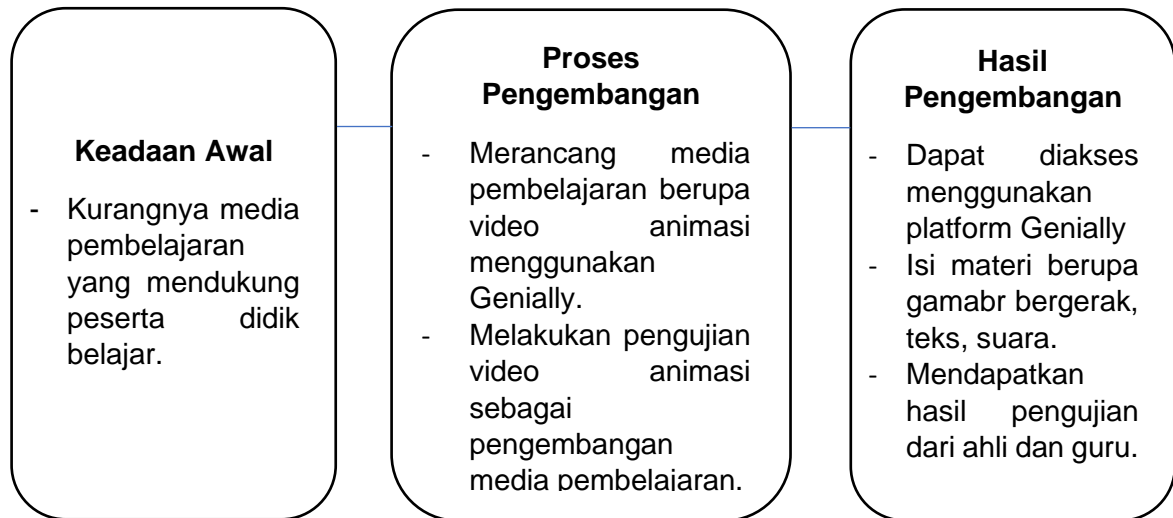 Keadaan Awal
- Kurangnya media
pembelajaran
yang mendukung
peserta didik
belajar.
Proses
Pengembangan
- Merancang media
pembelajaran berupa
video animasi
menggunakan
Genially.
- Melakukan pengujian
video animasi
sebagai
pengembangan
media pembelajaran.
Hasil
Pengembangan
- Dapat diakses
menggunakan
platform Genially
- Isi materi berupa
gamabr bergerak,
teks, suara.
- Mendapatkan
hasil pengujian
dari ahli dan guru.